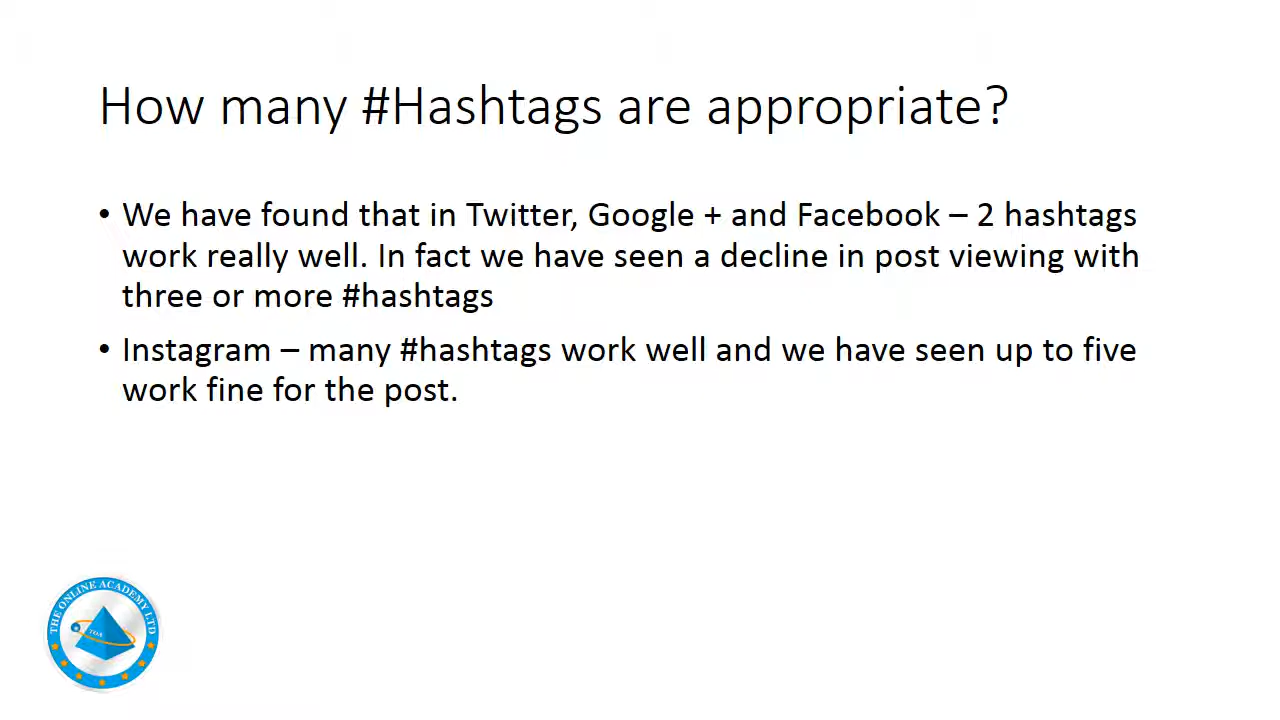 How many #Hashtags are appropriate?
• We have found that in Twitter, Google + and Facebook – 2 hashtags
work really well. In fact we have seen a decline in post viewing with
three or more #hashtags
• Instagram – many #hashtags work well and we have seen up to five
work fine for the post.
THE ONLINE ACADEMY LTD
TOA